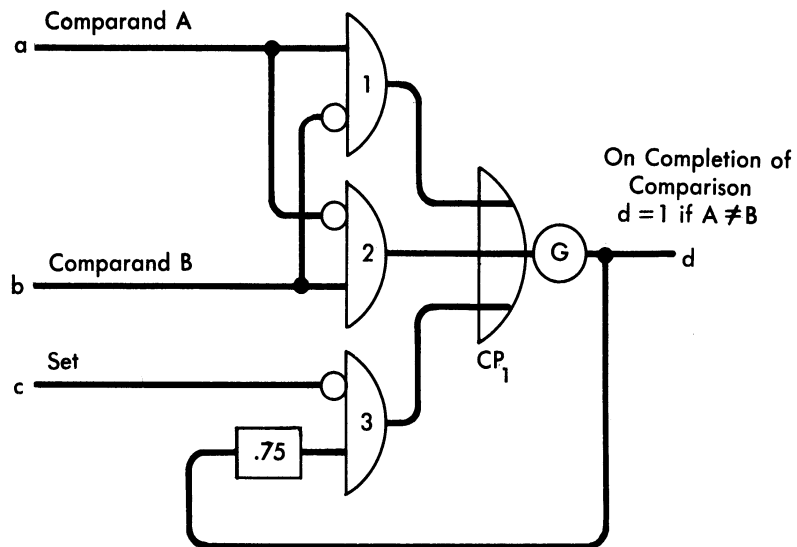 Comparand A
a
1
On Completion of
Comparison
d = 1 if A ≠ B
2
G
d
Comparand B
b
Set
CP1
c
3
.75